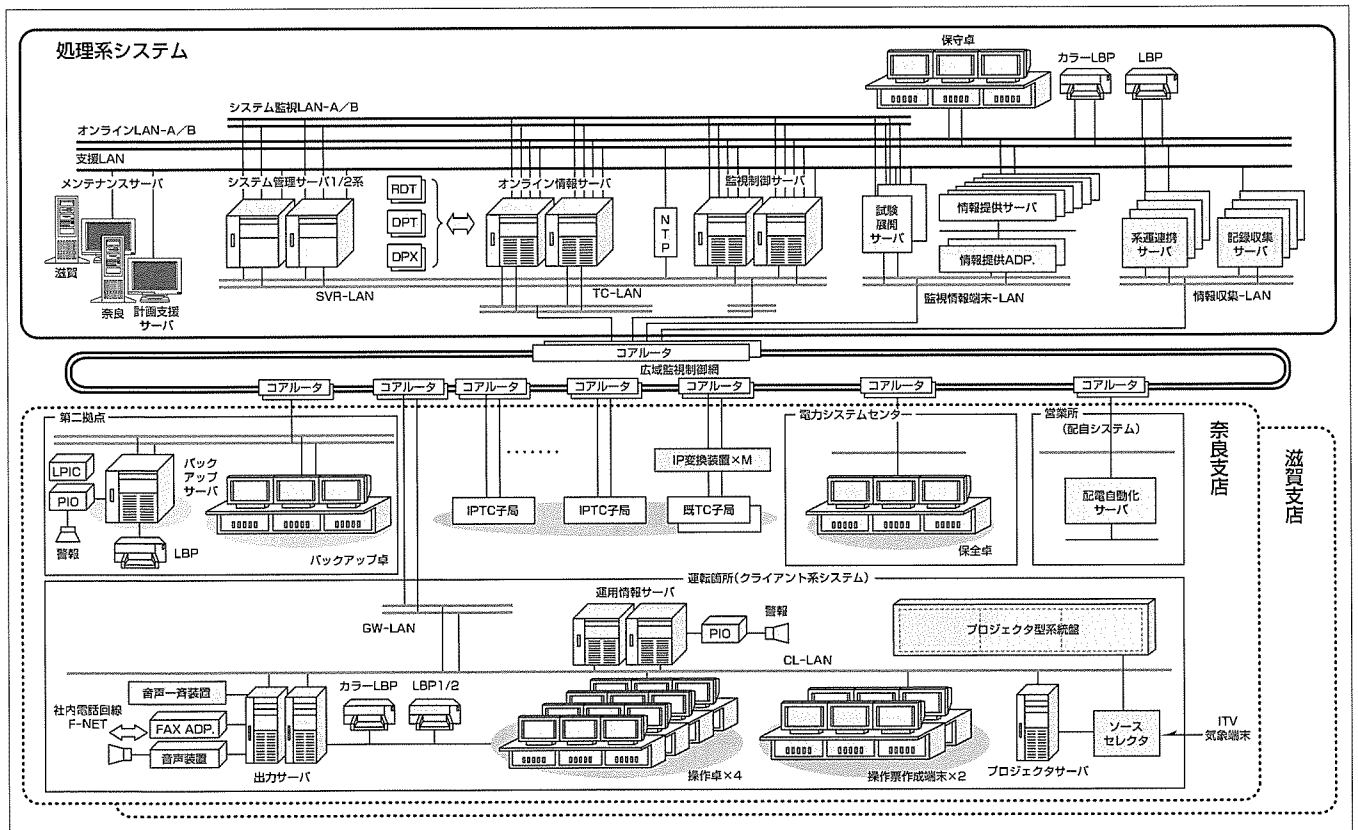 処理系システム
保守卓
カラーLBP
LBP
システム監視LAN-A/B
オンラインLAN-A/B
支援LAN
メンテナンスサーバ
システム管理サーバ1/2系
オンライン情報サーバ
監視制御サーバ
RDT
DPT
DPX
NTP
試験
展開
サーバ
情報提供サーバ
情報提供ADP.
系運連携
サーバ
記録収集
サーバ
滋賀
奈良
計画支援
サーバ
SVR-LAN
TC-LAN
監視情報端末-LAN
情報収集-LAN
コアルータ
広域監視制御網
コアルータ
コアルータ
コアルータ
コアルータ
コアルータ
コアルータ
コアルータ
第二拠点
LPIC
PIO
警報
バック
アップ
サーバ
LBP
バックアップ卓
········
IPTC子局
IPTC子局
IP変換装置×M
既TC子局
電力システムセンター
保全卓
営業所
(配自システム)
配電自動化
サーバ
奈良支店
滋賀支店
運転箇所(クライアント系システム)
GW-LAN
運用情報サーバ
PIO
警報
プロジェクタ型系統盤
CL-LAN
音声一斉装置
社内電話回線
F-NET
FAX ADP.
音声装置
出力サーバ
カラーLBP
LBP1/2
操作卓×4
操作票作成端末×2
プロジェクタサーバ
ソース
セレクタ
ITV
気象端末